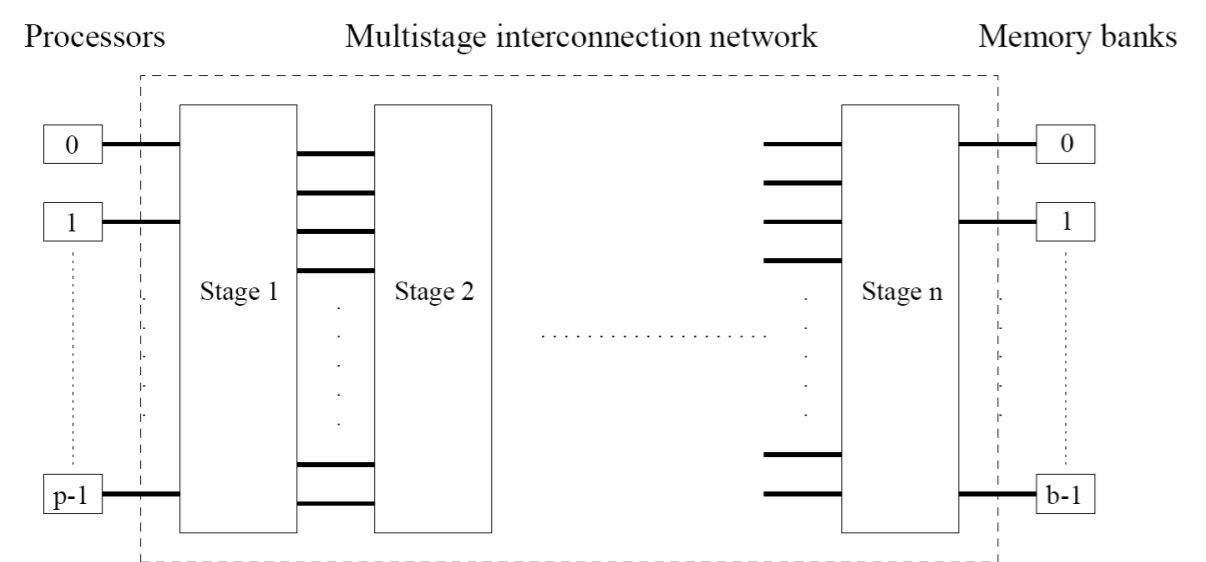 Processors Multistage interconnection network Memory banks
0 0
1 1
Stage 1 Stage 2 Stage n
p-1 b-1